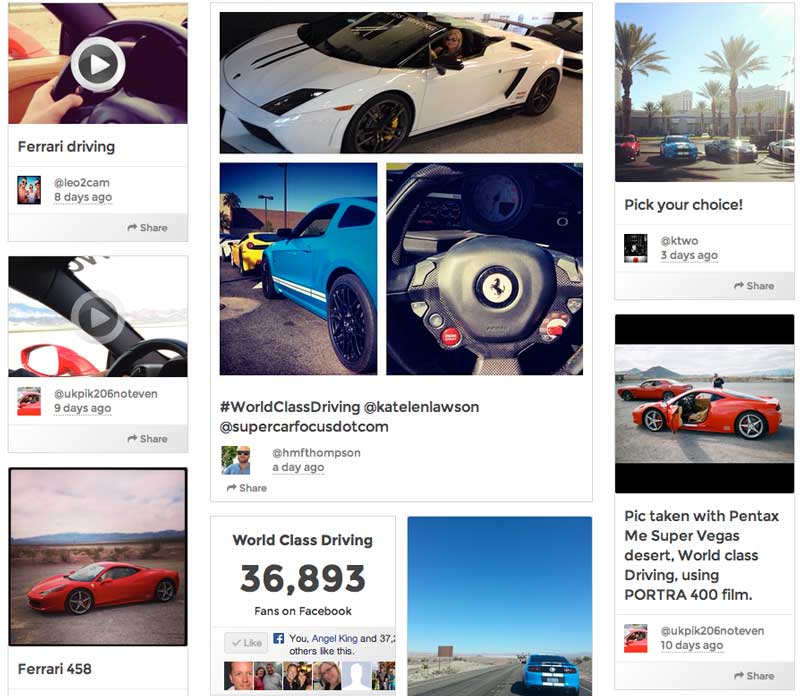 Ferrari driving
@leo2cam
8 days ago
Share
@ukpik206noteven
9 days ago
Share
Ferrari 458
#WorldClassDriving @katelenlawson
@supercarfocusdotcom
@hmfthompson
a day ago
Share
World Class Driving
36,893
Fans on Facebook
Like
You, Angel King and 37,2
others like this.
Pick your choice!
@ktwo
3 days ago
Share
Pic taken with Pentax
Me Super Vegas
desert, World class
Driving, using
PORTRA 400 film.
@ukpik206noteven
10 days ago
Share